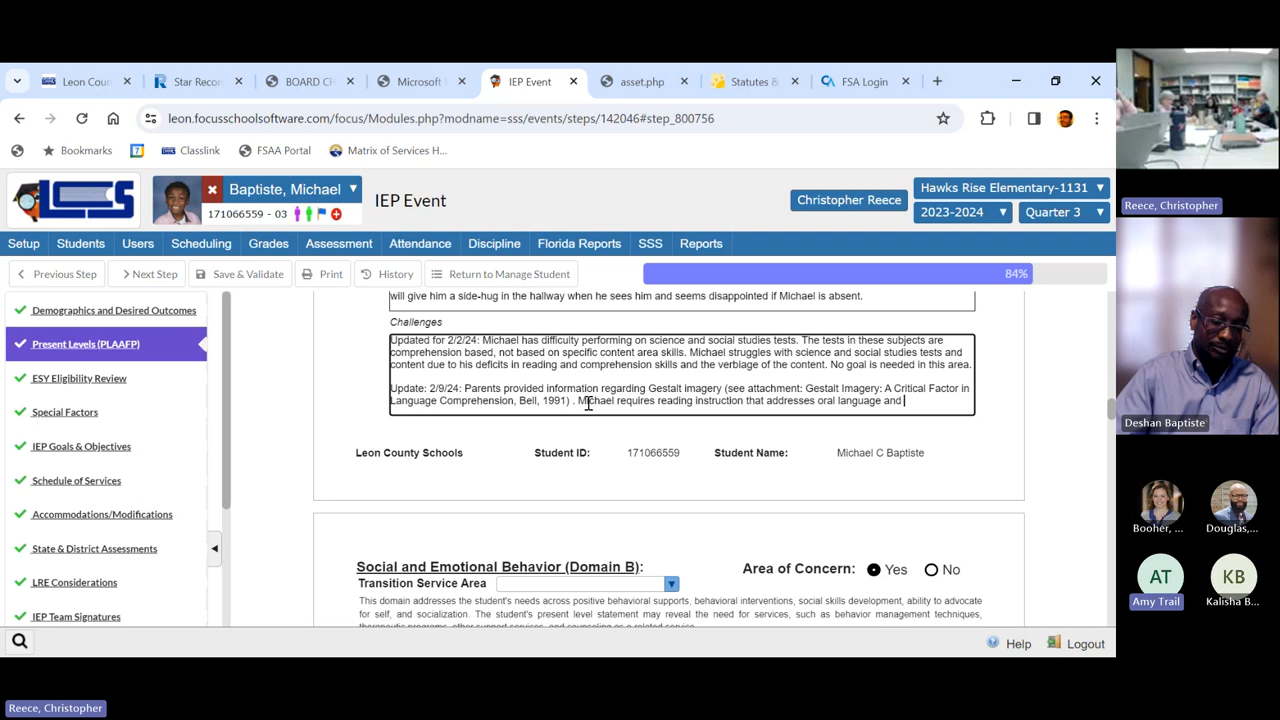 Leon Cour
Star Recor
BOARD CH
Microsoft
IEP Event
asset.php
Statutes &
FSA Login
leon.focusschoolsoftware.com/focus/Modules.php?modname=sss/events/steps/142046#step_800756
Bookmarks
Classlink
FSAA Portal
Matrix of Services H...
LCS
Baptiste, Michael
171066559 - 03
IEP Event
Christopher Reece
Hawks Rise Elementary-1131
2023-2024
Quarter 3
Setup Students Users Scheduling Grades Assessment Attendance Discipline Florida Reports SSS Reports
Previous Step
Next Step
Save & Validate
Print
History
Return to Manage Student
84%
Demographics and Desired Outcomes
Present Levels (PLAAFP)
ESY Eligibility Review
Special Factors
IEP Goals & Objectives
Schedule of Services
Accommodations/Modifications
State & District Assessments
LRE Considerations
IEP Team Signatures
will give him a side-hug in the hallway when he sees him and seems disappointed if Michael is absent.
Challenges
Updated for 2/2/24: Michael has difficulty performing on science and social studies tests. The tests in these subjects are
comprehension based, not based on specific content area skills. Michael struggles with science and social studies tests and
content due to his deficits in reading and comprehension skills and the verbiage of the content. No goal is needed in this area.
Update: 2/9/24: Parents provided information regarding Gestalt imagery (see attachment: Gestalt Imagery: A Critical Factor in
Language Comprehension, Bell, 1991) . Michael requires reading instruction that addresses oral language and
Leon County Schools
Student ID:
171066559
Student Name:
Michael C Baptiste
Social and Emotional Behavior (Domain B):
Area of Concern:
Yes
No
Transition Service Area
This domain addresses the student's needs across positive behavioral supports, behavioral interventions, social skills development, ability to advocate
for self, and socialization. The student's present level statement may reveal the need for services, such as behavior management techniques,
therapeutic programs, other support services, and counseling as a related service.
Help
Logout
Reece, Christopher
Deshan Baptiste
Booher, ...
Douglas,...
AT
Amy Trail
KB
Kalisha B...
Reece, Christopher